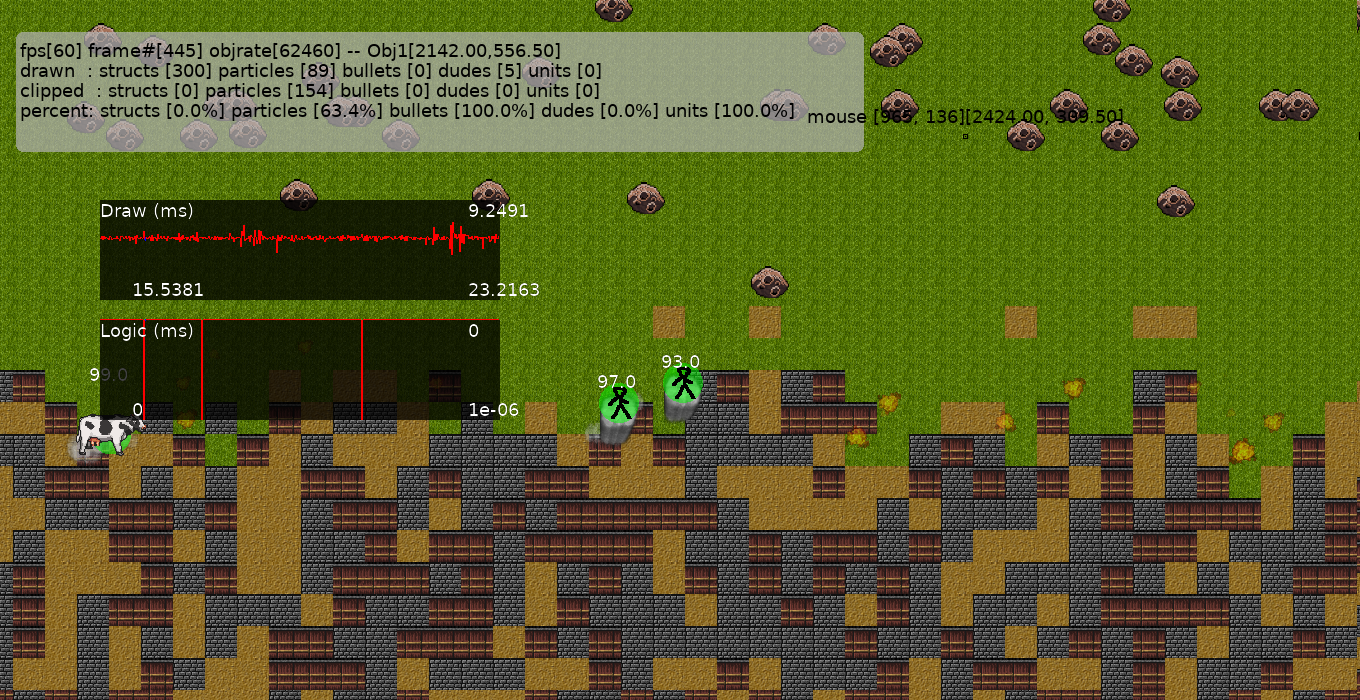 fps[60] frame#[445] objrate[62460] -- Obj1[2142.00,556.50]
drawn  : structs [300] particles [89] bullets [0] dudes [5] units [0]
clipped  : structs [0] particles [154] bullets [0] dudes [0] units [0]
percent: structs [0.0%] particles [63.4%] bullets [100.0%] dudes [0.0%] units [100.0%]
mouse [965, 136][2424.00, 309.50]
Draw (ms) 9.2491
15.5381 23.2163
Logic (ms) 0
93.0
99.0
97.0
0 1e-06